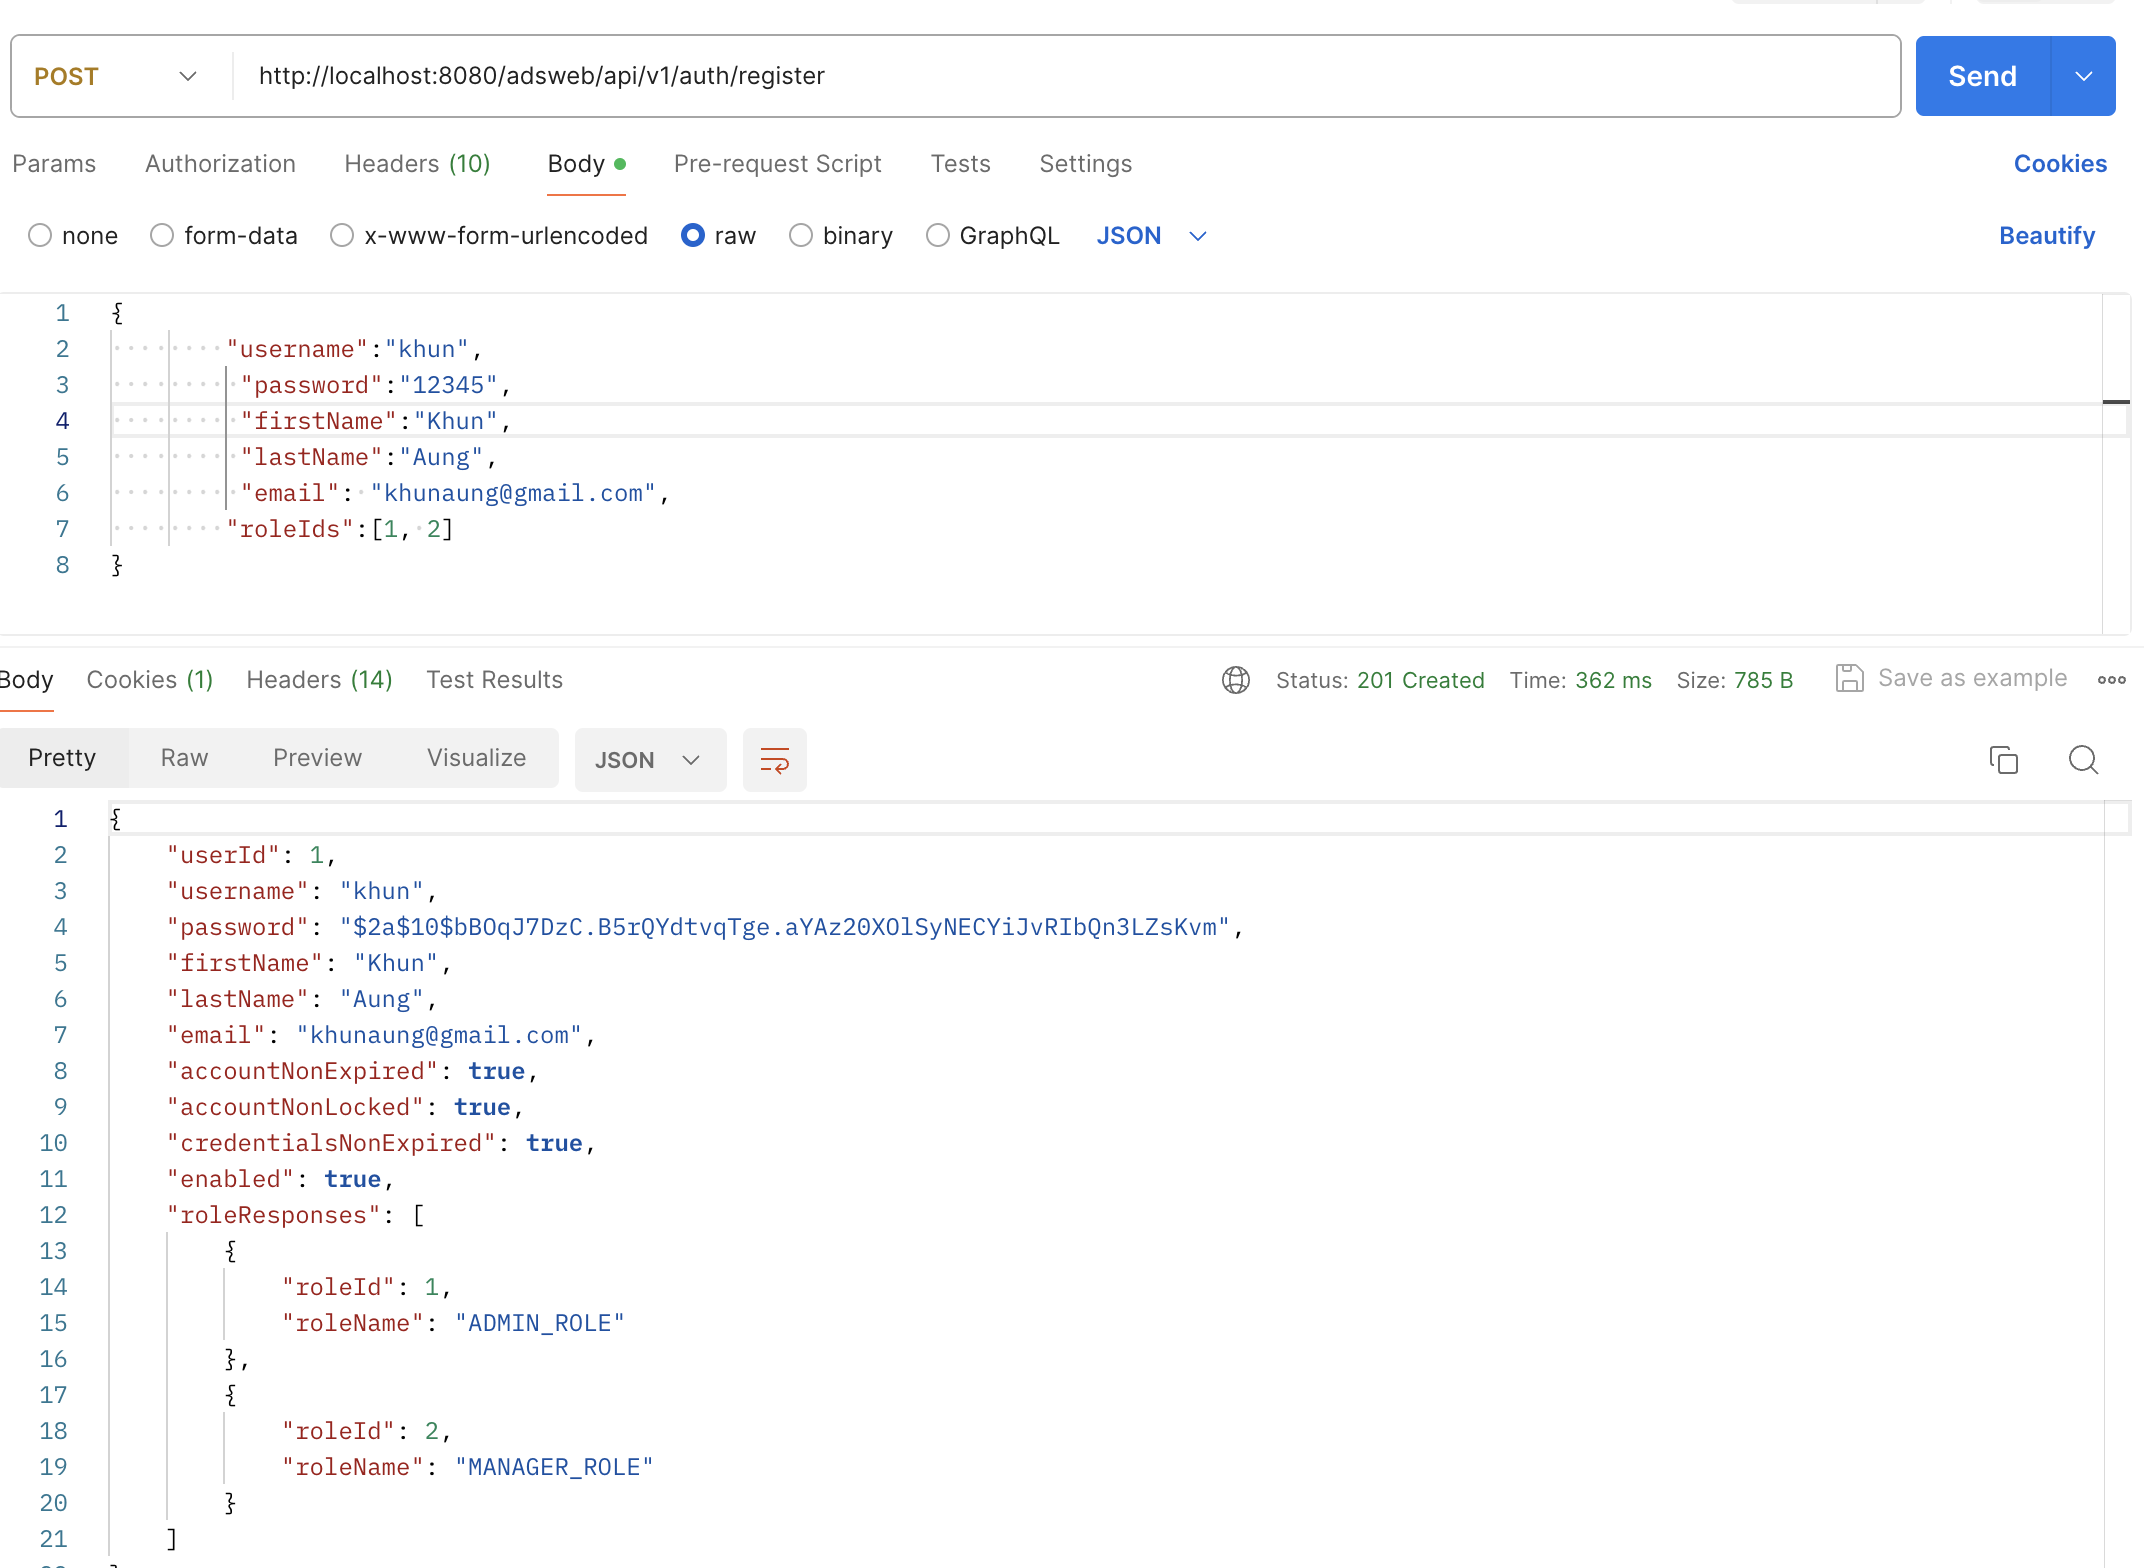 POST http://localhost:8080/adsweb/api/v1/auth/register Send
Params Authorization Headers (10) Body Pre-request Script Tests Settings Cookies
none form-data x-www-form-urlencoded raw binary GraphQL JSON Beautify
1 {
2 "username":"khun",
3 "password":"12345",
4 "firstName":"Khun",
5 "lastName":"Aung",
6 "email": "khunaung@gmail.com",
7 "roleIds":[1, 2]
8 }
Body Cookies (1) Headers (14) Test Results Status: 201 Created Time: 362 ms Size: 785 B Save as example
Pretty Raw Preview Visualize JSON
1 {
2 "userId": 1,
3 "username": "khun",
4 "password": "$2a$10$bBOqJ7DzC.B5rQYdtvqTge.aYAz20XOlSyNECYiJvRIbQn3LZsKvm",
5 "firstName": "Khun",
6 "lastName": "Aung",
7 "email": "khunaung@gmail.com",
8 "accountNonExpired": true,
9 "accountNonLocked": true,
10 "credentialsNonExpired": true,
11 "enabled": true,
12 "roleResponses": [
13 {
14 "roleId": 1,
15 "roleName": "ADMIN_ROLE"
16 },
17 {
18 "roleId": 2,
19 "roleName": "MANAGER_ROLE"
20 }
21 ]